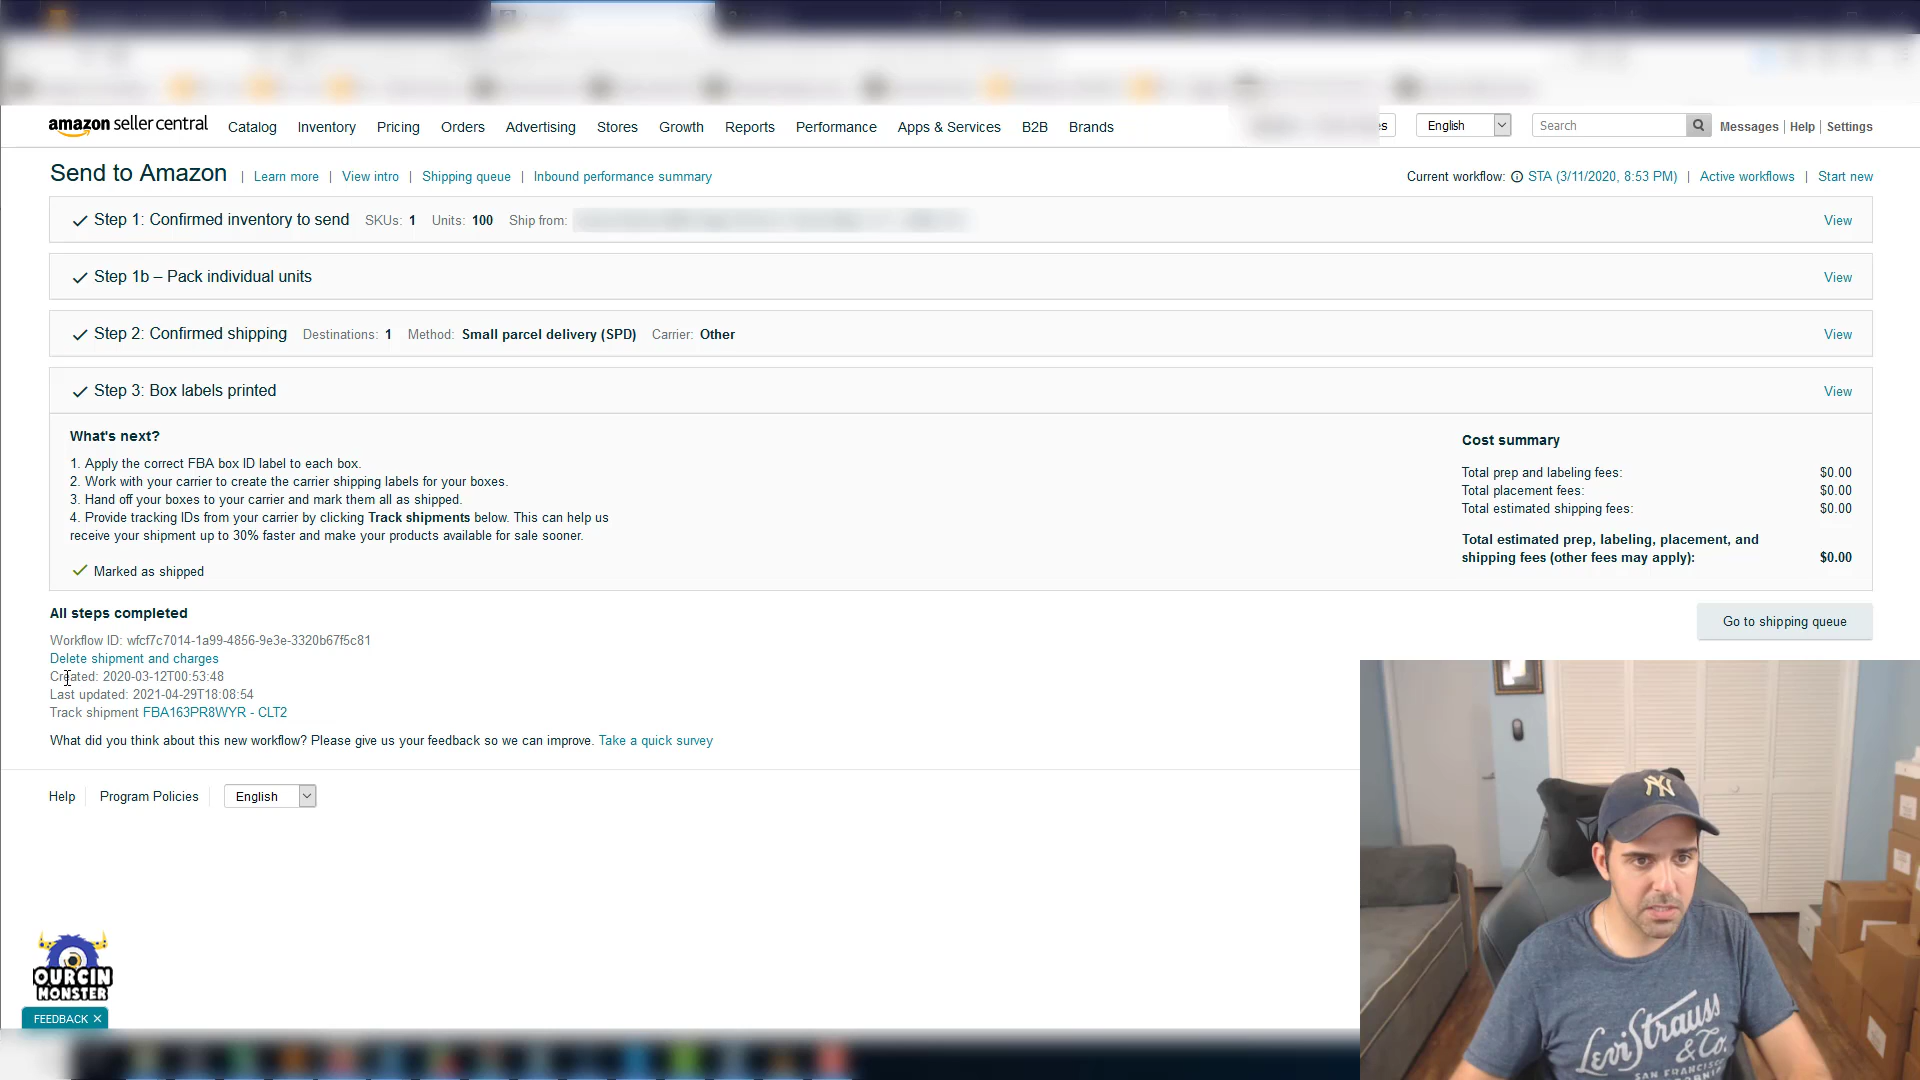 amazon seller central Catalog Inventory Pricing Orders Advertising Stores Growth Reports Performance Apps & Services B2B Brands English Search Messages | Help | Settings
Send to Amazon | Learn more | View intro | Shipping queue | Inbound performance summary Current workflow: STA (3/11/2020, 8:53 PM) | Active workflows | Start new
Step 1: Confirmed inventory to send SKUs: 1 Units: 100 Ship from: View
Step 1b – Pack individual units View
Step 2: Confirmed shipping Destinations: 1 Method: Small parcel delivery (SPD) Carrier: Other View
Step 3: Box labels printed View
What's next?
1. Apply the correct FBA box ID label to each box.
2. Work with your carrier to create the carrier shipping labels for your boxes.
3. Hand off your boxes to your carrier and mark them all as shipped.
4. Provide tracking IDs from your carrier by clicking Track shipments below. This can help us
receive your shipment up to 30% faster and make your products available for sale sooner.
Marked as shipped
Cost summary
Total prep and labeling fees: $0.00
Total placement fees: $0.00
Total estimated shipping fees: $0.00
Total estimated prep, labeling, placement, and
shipping fees (other fees may apply): $0.00
All steps completed
Go to shipping queue
Workflow ID: wfcf7c7014-1a99-4856-9e3e-3320b67f5c81
Delete shipment and charges
Created: 2020-03-12T00:53:48
Last updated: 2021-04-29T18:08:54
Track shipment FBA163PR8WYR - CLT2
What did you think about this new workflow? Please give us your feedback so we can improve. Take a quick survey
Help Program Policies English
OURCIN
MONSTER
FEEDBACK ×
NY
Levi Strauss
& Co.
SAN FRANCISCO